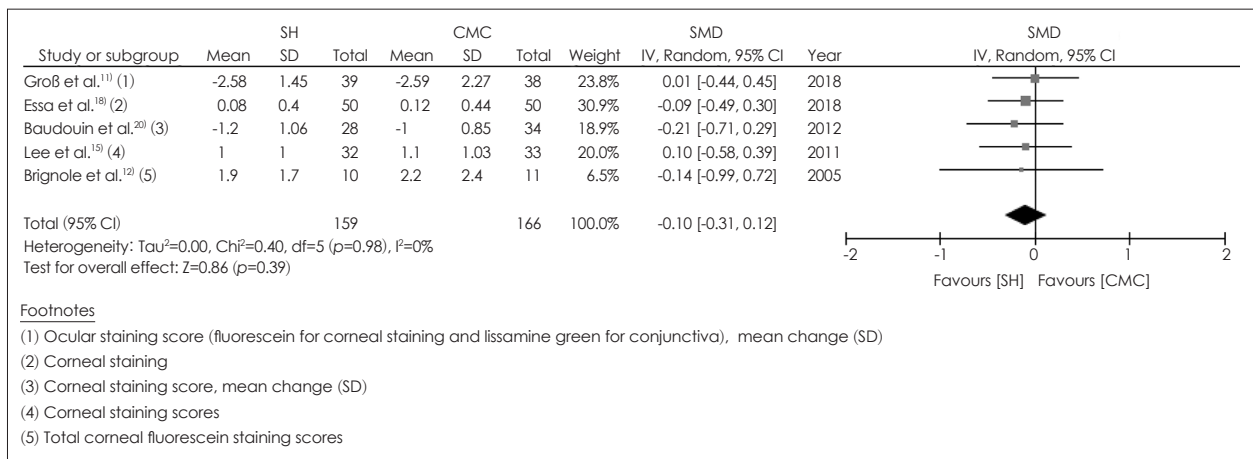 SH CMC SMD SMD
Study or subgroup Mean SD Total Mean SD Total Weight IV, Random, 95% CI Year IV, Random, 95% CI
Groß et al.¹¹⁾ (1) -2.58 1.45 39 -2.59 2.27 38 23.8% 0.01 [-0.44, 0.45] 2018
Essa et al.¹⁸⁾ (2) 0.08 0.4 50 0.12 0.44 50 30.9% -0.09 [-0.49, 0.30] 2018
Baudouin et al.²⁰⁾ (3) -1.2 1.06 28 -1 0.85 34 18.9% -0.21 [-0.71, 0.29] 2012
Lee et al.¹⁵⁾ (4) 1 1 32 1.1 1.03 33 20.0% 0.10 [-0.58, 0.39] 2011
Brignole et al.¹²⁾ (5) 1.9 1.7 10 2.2 2.4 11 6.5% -0.14 [-0.99, 0.72] 2005
Total (95% CI) 159 166 100.0% -0.10 [-0.31, 0.12]
Heterogeneity: Tau²=0.00, Chi²=0.40, df=5 (p=0.98), I²=0%
Test for overall effect: Z=0.86 (p=0.39)
-2 -1 0 1 2
Favours [SH] Favours [CMC]
Footnotes
(1) Ocular staining score (fluorescein for corneal staining and lissamine green for conjunctiva), mean change (SD)
(2) Corneal staining
(3) Corneal staining score, mean change (SD)
(4) Corneal staining scores
(5) Total corneal fluorescein staining scores